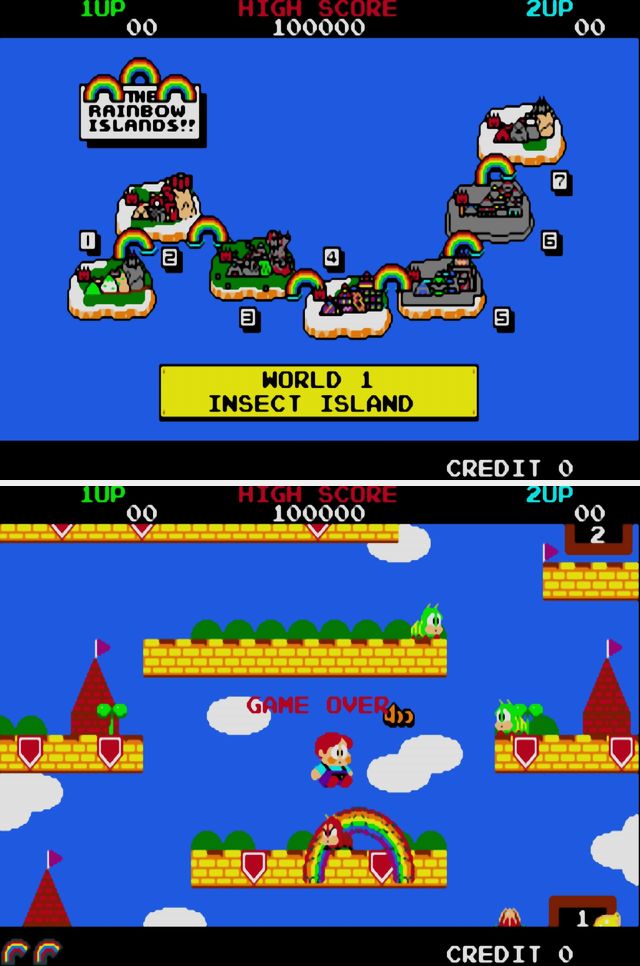 1UP HIGH SCORE 2UP
00 100000 00
THE
RAINBOW
ISLANDS!!
7
1
2
4
6
3
5
WORLD 1
INSECT ISLAND
CREDIT 0
1UP HIGH SCORE 2UP
00 100000 00
2
GAME OVER
1
CREDIT 0